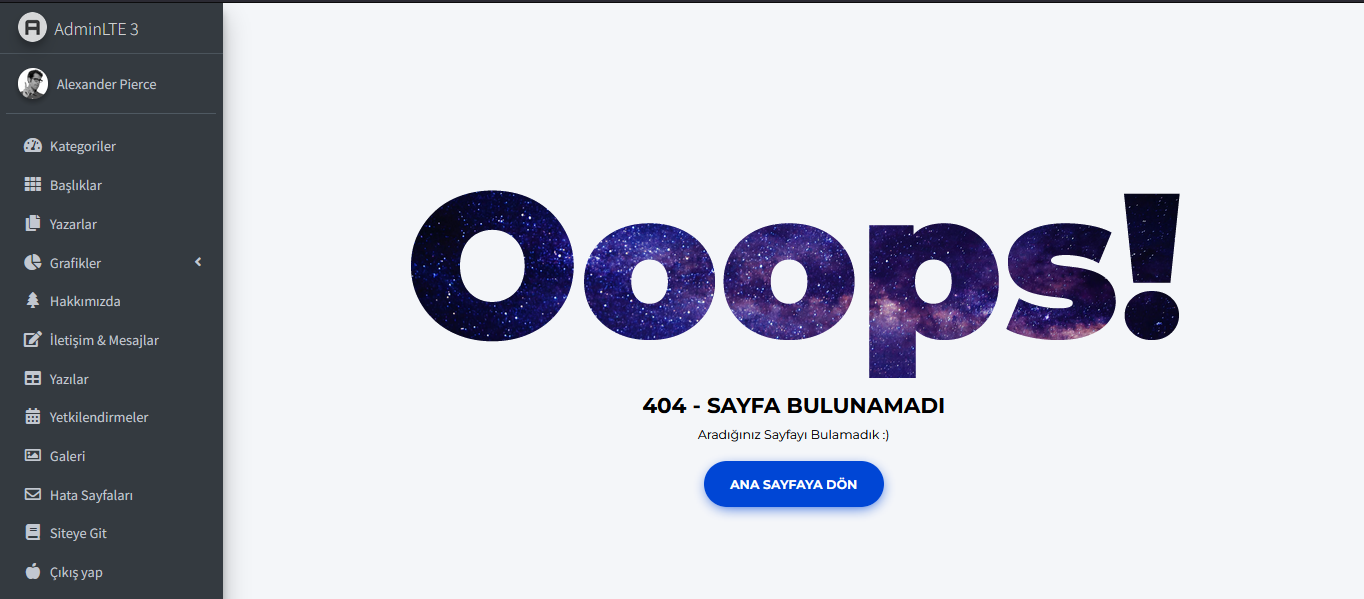 AdminLTE 3
Alexander Pierce
Kategoriler
Başlıklar
Yazarlar
Grafikler
Hakkımızda
İletişim & Mesajlar
Yazılar
Yetkilendirmeler
Galeri
Hata Sayfaları
Siteye Git
Çıkış yap
Ooops!
404 - SAYFA BULUNAMADI
Aradığınız Sayfayı Bulamadık :)
ANA SAYFAYA DÖN